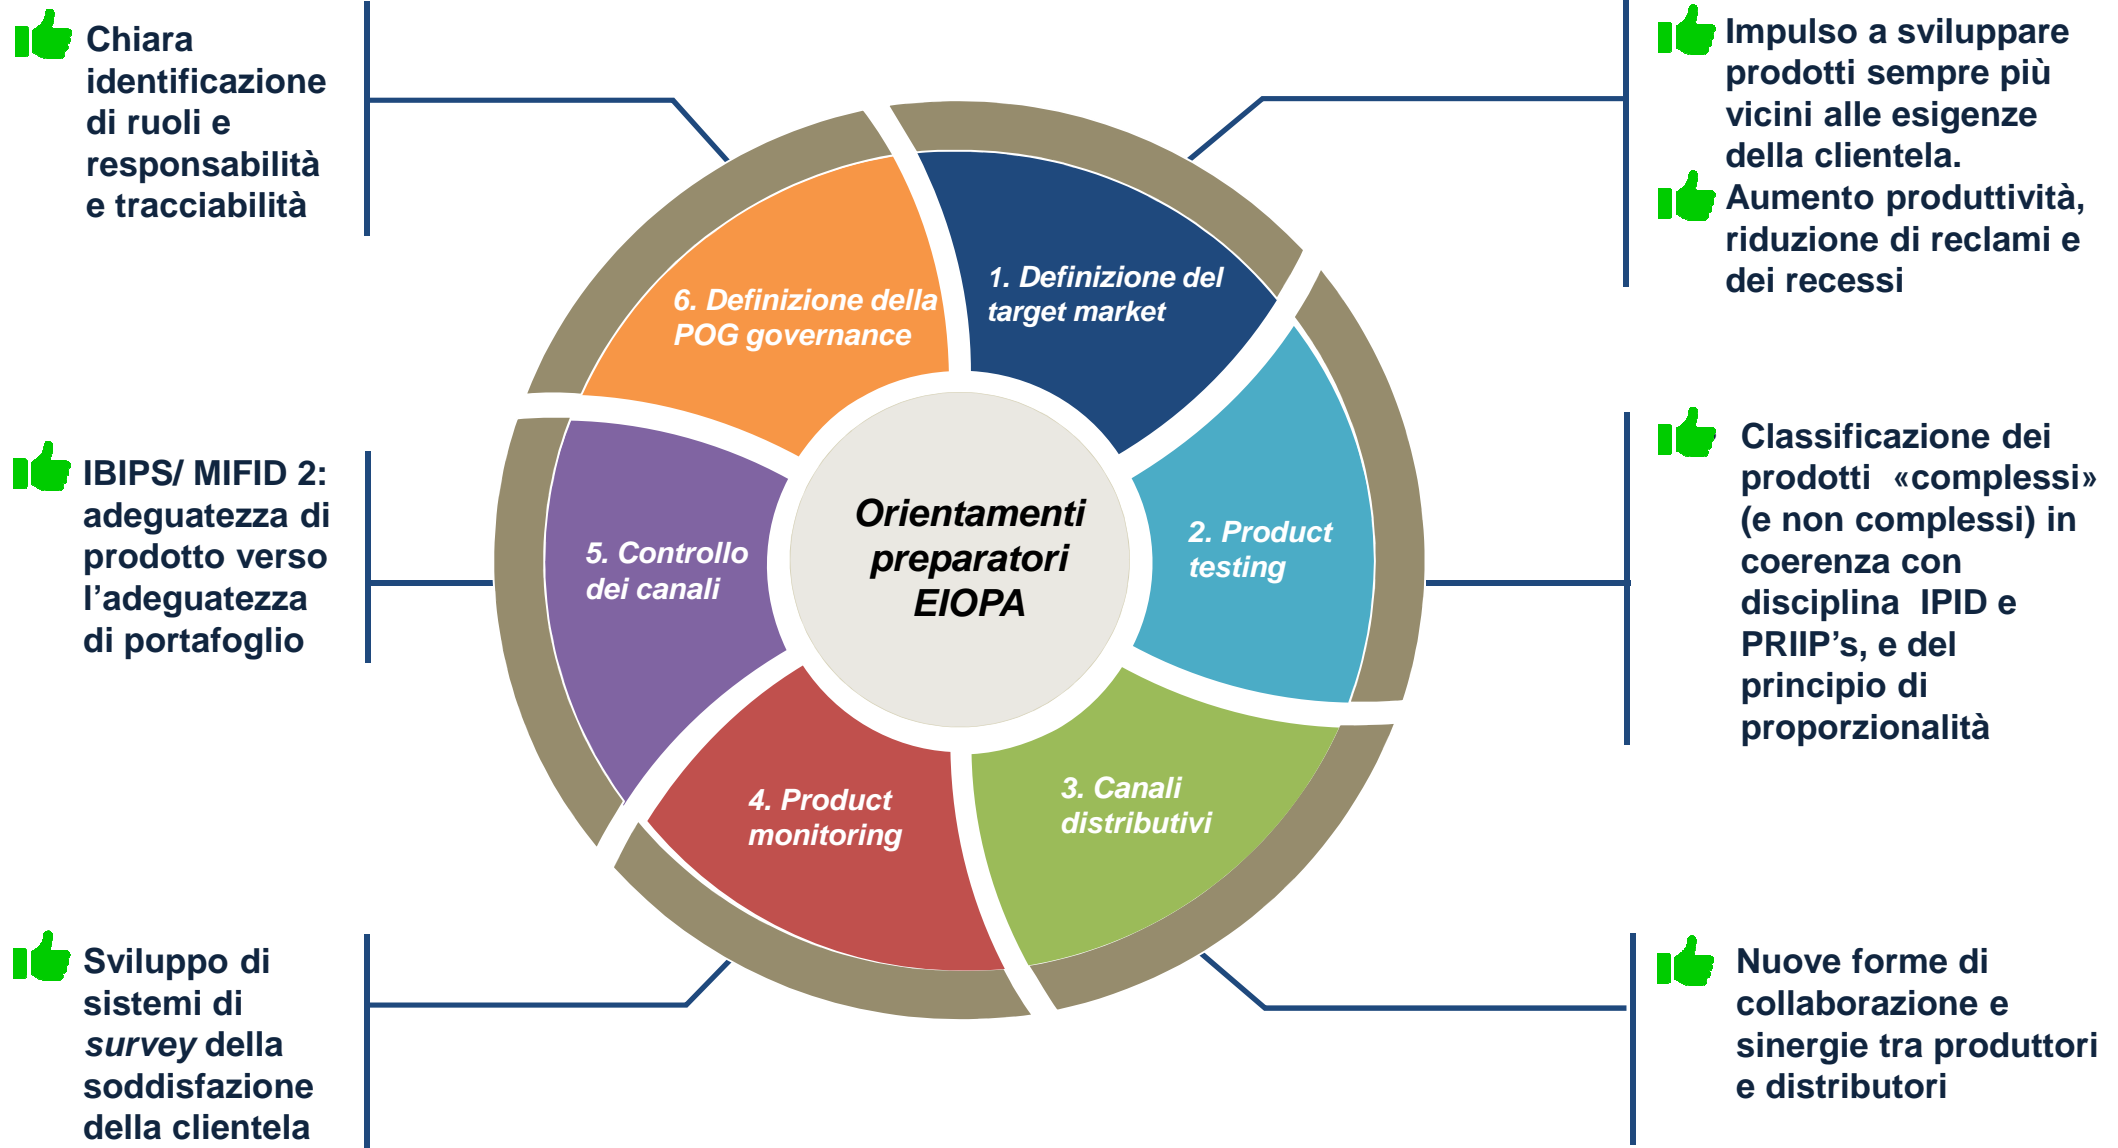 Chiara
identificazione
di ruoli e
responsabilità
e tracciabilità
Impulso a sviluppare
prodotti sempre più
vicini alle esigenze
della clientela.
Aumento produttività,
riduzione di reclami e
dei recessi
6. Definizione della
POG governance
1. Definizione del
target market
IBIPS/ MIFID 2:
adeguatezza di
prodotto verso
l’adeguatezza
di portafoglio
5. Controllo
dei canali
Orientamenti
preparatori
EIOPA
2. Product
testing
Classificazione dei
prodotti «complessi»
(e non complessi) in
coerenza con
disciplina IPID e
PRIIP’s, e del
principio di
proporzionalità
4. Product
monitoring
3. Canali
distributivi
Sviluppo di
sistemi di
survey della
soddisfazione
della clientela
Nuove forme di
collaborazione e
sinergie tra produttori
e distributori